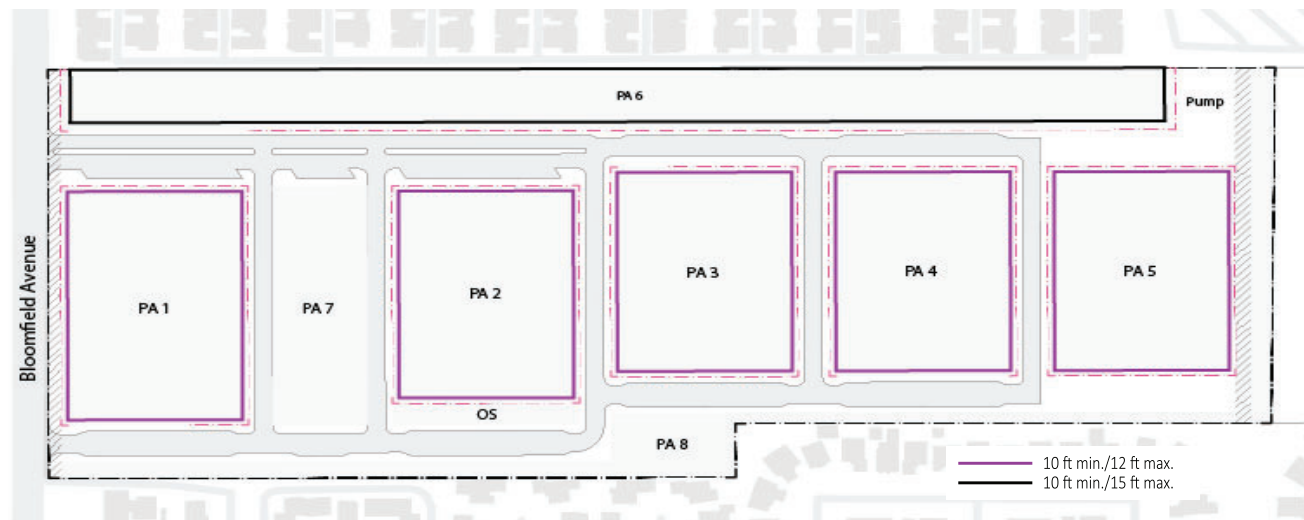 PA 6
Pump
Bloomfield Avenue
PA 1
PA 7
PA 2
PA 3
PA 4
PA 5
OS
PA 8
10 ft min./12 ft max.
10 ft min./15 ft max.